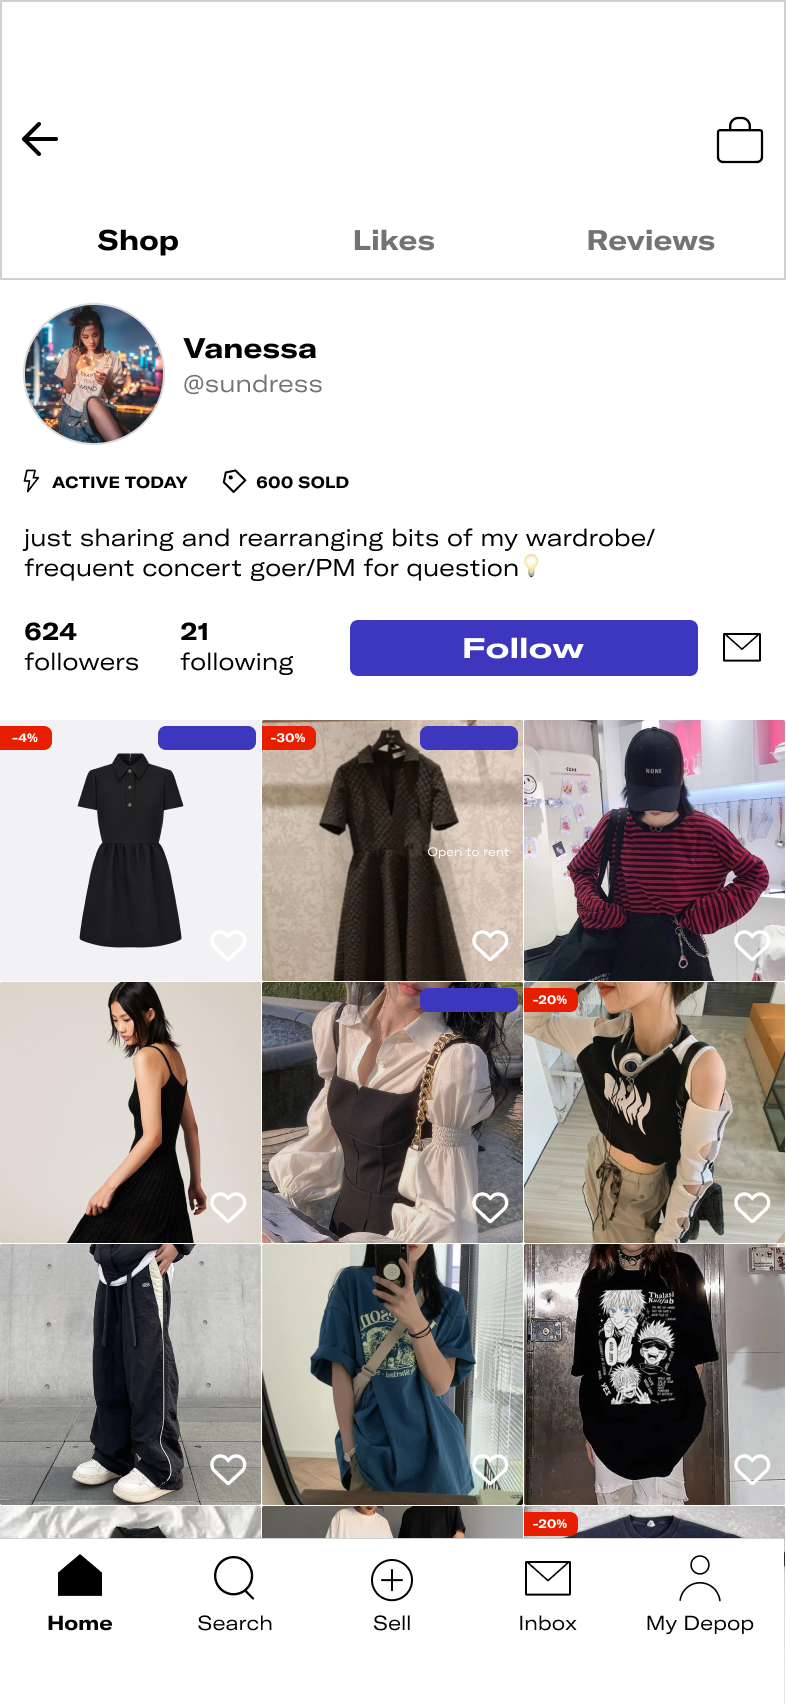 Shop Likes Reviews
Vanessa
@sundress
ACTIVE TODAY 600 SOLD
just sharing and rearranging bits of my wardrobe/
frequent concert goer/PM for question💡
624 21
followers following
Follow
-4% -30%
NONE
Open to rent
-20%
Thalasi
-20%
Home Search Sell Inbox My Depop